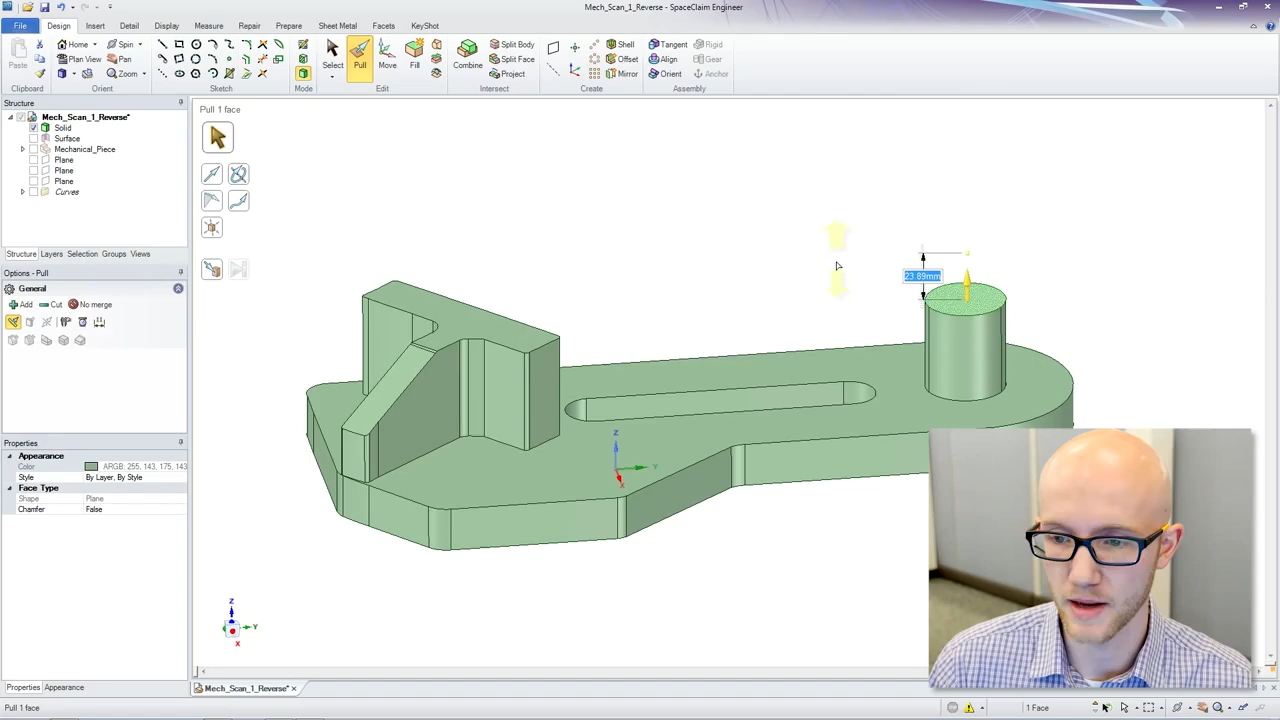 Mech_Scan_1_Reverse* - SpaceClaim Engineer
File Design Insert Detail Display Measure Repair Prepare Sheet Metal Facets KeyShot
Home Spin Split Body Shell Tangent Rigid
Plan View Pan Split Face Offset Align Gear
Paste Zoom Select Pull Move Fill Combine Project Mirror Orient Anchor
Clipboard Orient Sketch Mode Edit Intersect Create Assembly
Structure
Pull 1 face
Mech_Scan_1_Reverse*
Solid
Surface
Mechanical_Piece
Plane
Plane
Plane
Curves
Structure Layers Selection Groups Views
Options - Pull
General
Add Cut No merge
23.89mm
Z
Y
X
Properties
Appearance
Color ARGB: 255, 143, 175, 143
Style By Layer, By Style
Face Type
Shape Plane
Chamfer False
Z
Y
X
Properties Appearance
Mech_Scan_1_Reverse*
Pull 1 face
1 Face